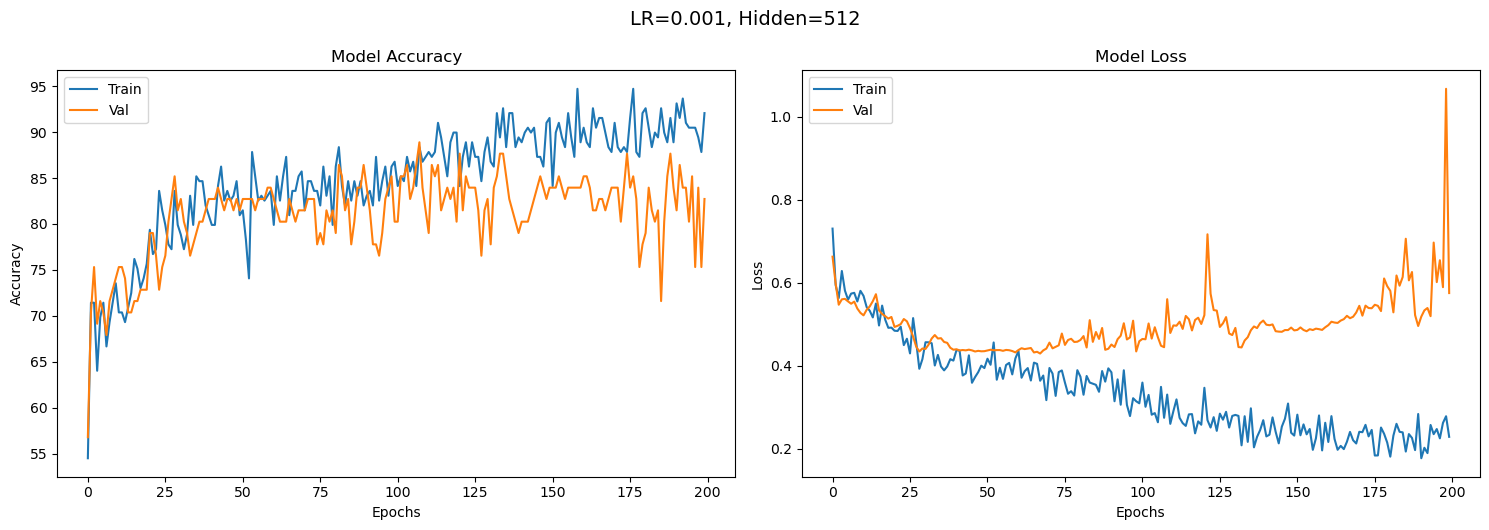 LR=0.001, Hidden=512
Model Accuracy
Train
Val
95
90
85
80
75
70
65
60
55
Accuracy
0 25 50 75 100 125 150 175 200
Epochs
Model Loss
Train
Val
1.0
0.8
0.6
0.4
0.2
Loss
0 25 50 75 100 125 150 175 200
Epochs